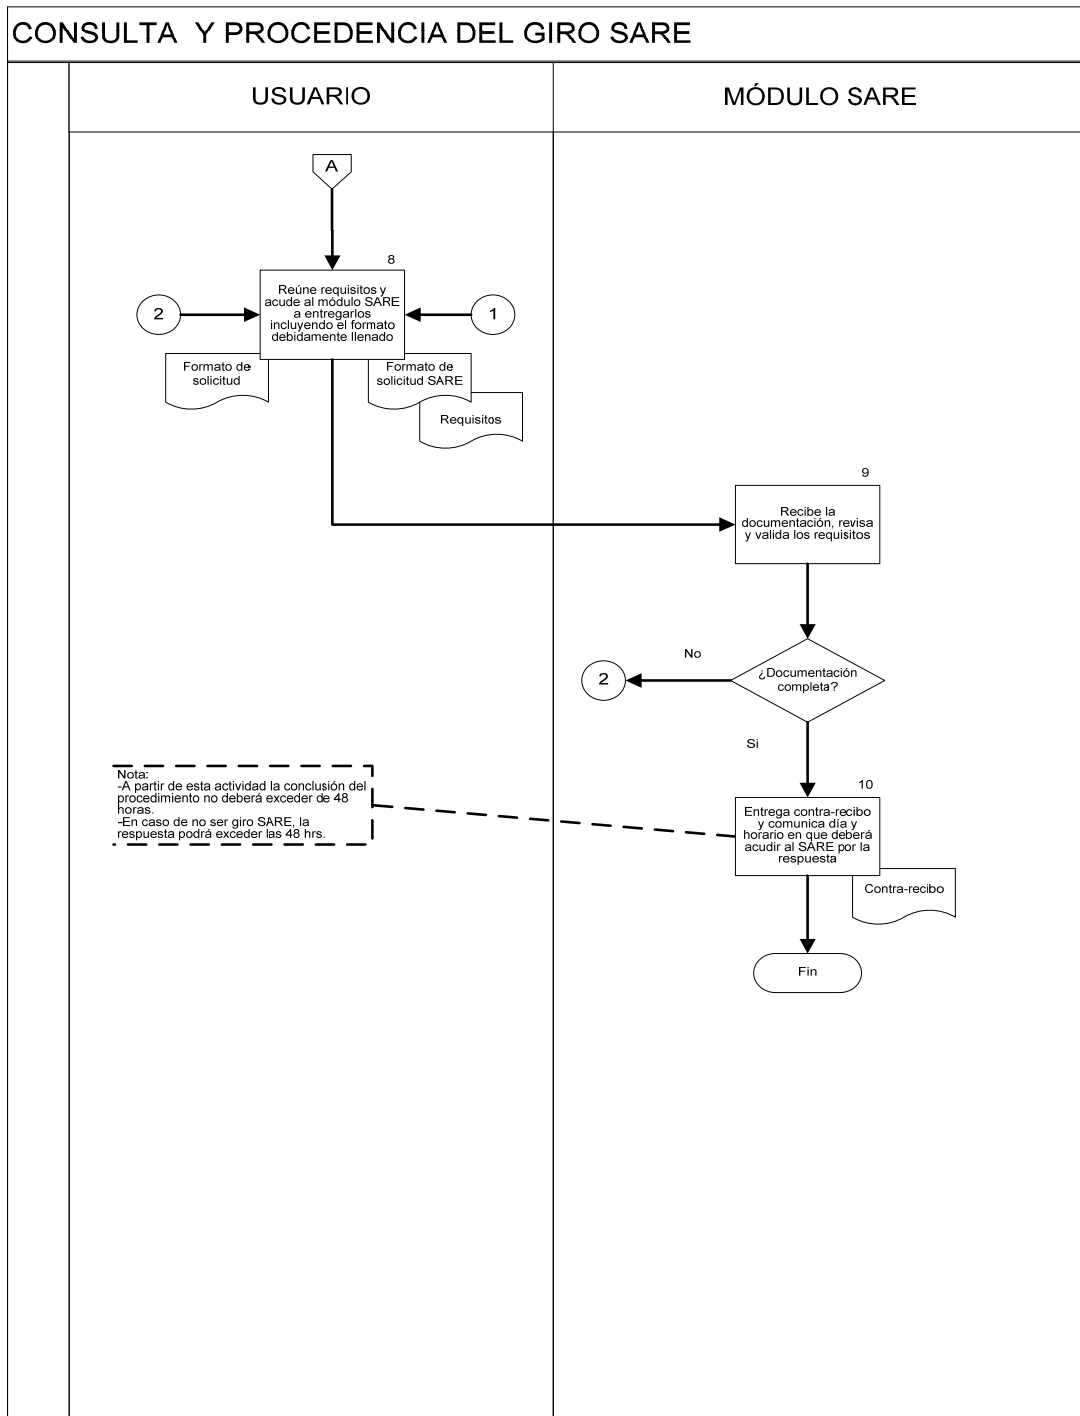 CONSULTA Y PROCEDENCIA DEL GIRO SARE
USUARIO
MÓDULO SARE
A
8
Reúne requisitos y
acude al módulo SARE
a entregarlos
incluyendo el formato
debidamente llenado
2
1
Formato de
solicitud
Formato de
solicitud SARE
Requisitos
9
Recibe la
documentación, revisa
y valida los requisitos
¿Documentación
completa?
No
2
Si
Nota:
-A partir de esta actividad la conclusión del
procedimiento no deberá exceder de 48
horas.
-En caso de no ser giro SARE, la
respuesta podrá exceder las 48 hrs.
10
Entrega contra-recibo
y comunica día y
horario en que deberá
acudir al SARE por la
respuesta
Contra-recibo
Fin